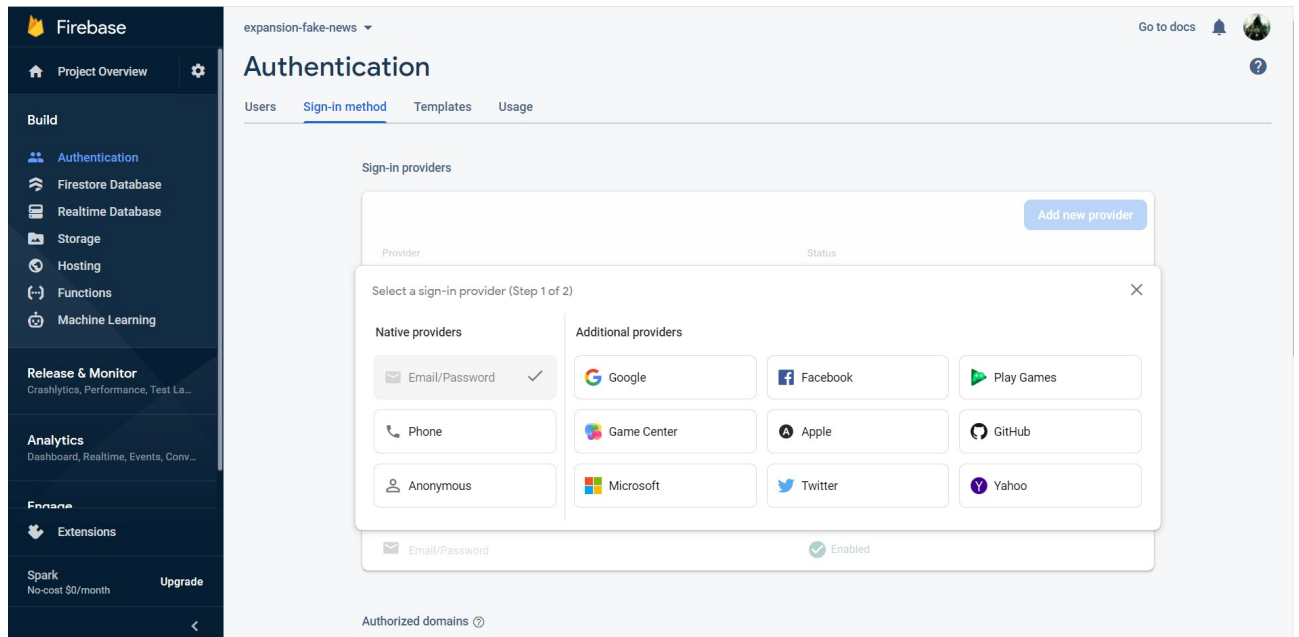 Firebase
expansion-fake-news
Go to docs
Project Overview
Authentication
Users Sign-in method Templates Usage
Build
Authentication
Firestore Database
Realtime Database
Storage
Hosting
Functions
Machine Learning
Release & Monitor
Crashlytics, Performance, Test La...
Analytics
Dashboard, Realtime, Events, Conv...
Engage
Extensions
Spark
No-cost $0/month
Upgrade
Sign-in providers
Add new provider
Provider Status
Select a sign-in provider (Step 1 of 2)
Native providers Additional providers
Email/Password Google Facebook Play Games
Phone Game Center Apple GitHub
Anonymous Microsoft Twitter Yahoo
Email/Password Enabled
Authorized domains